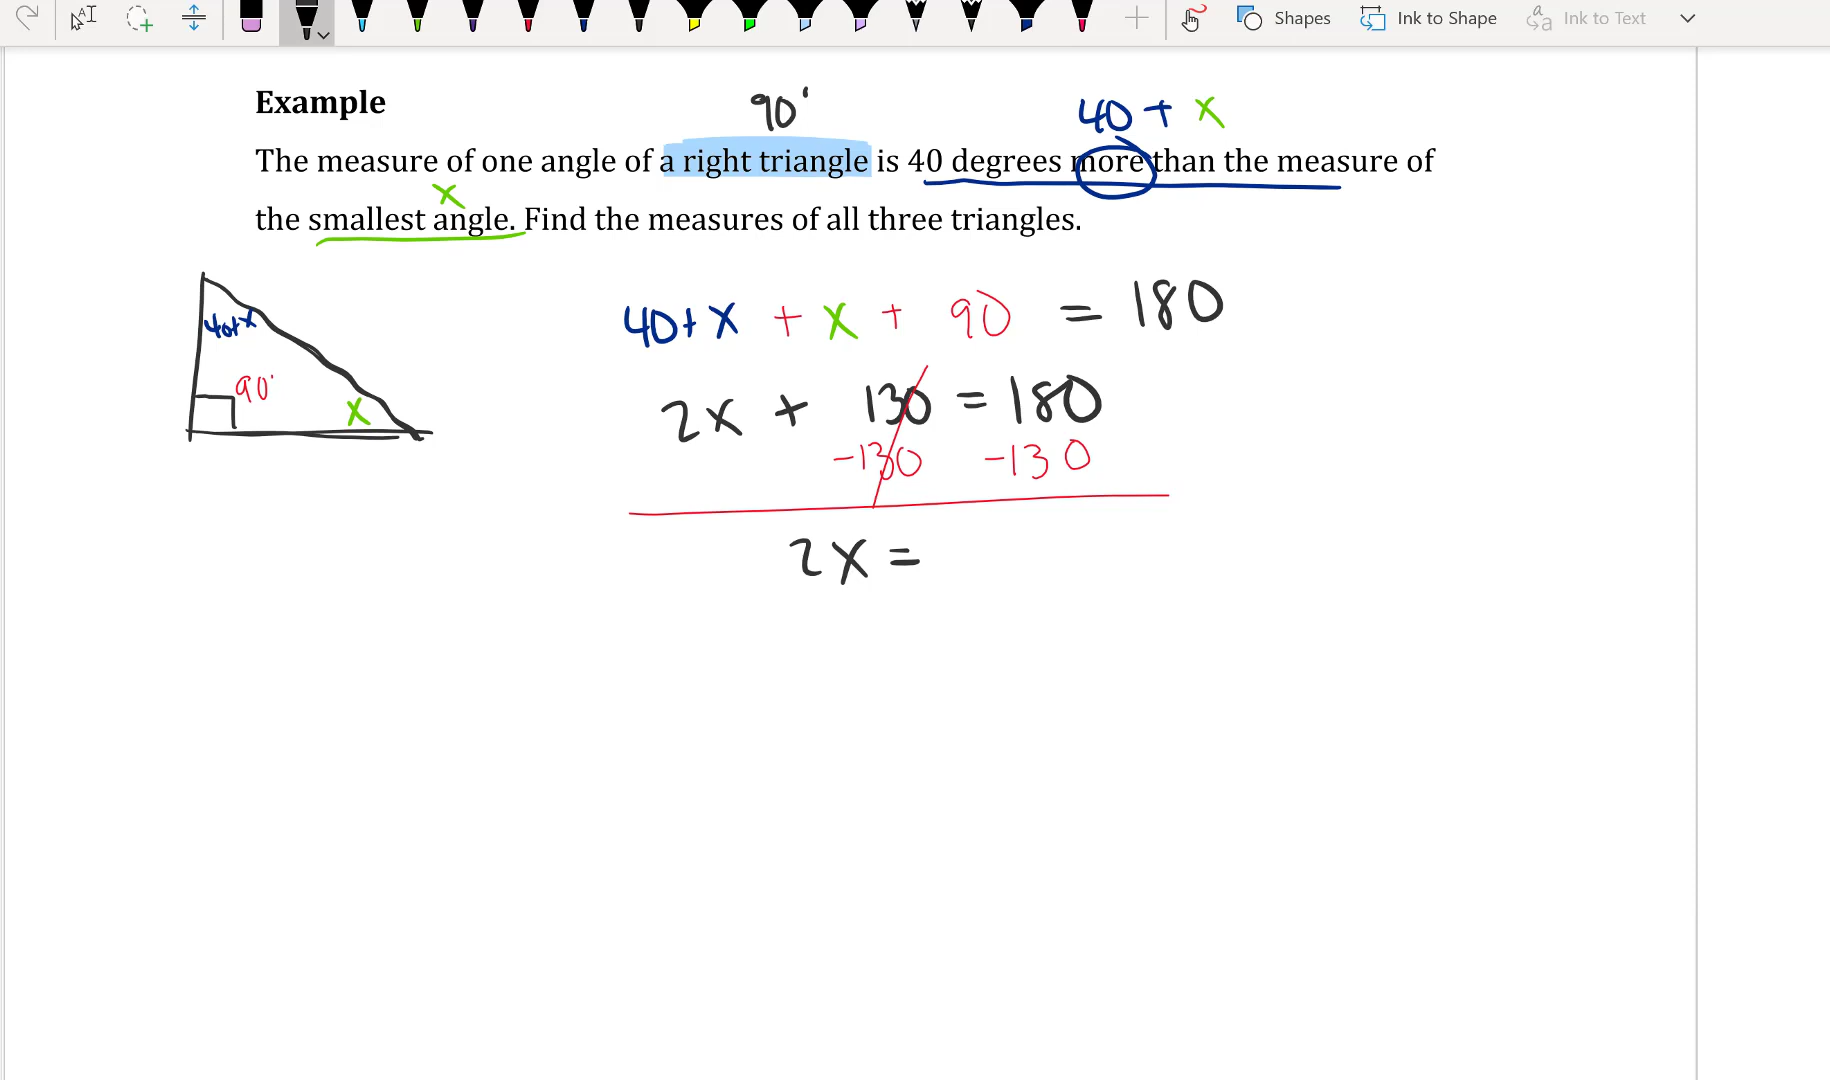 Shapes
Ink to Shape
Ink to Text
Example
90°
40 + x
The measure of one angle of a right triangle is 40 degrees more than the measure of
x
the smallest angle. Find the measures of all three triangles.
40+x
90°
x
40+x + x + 90 = 180
2x + 130 = 180
-130 -130
2x =